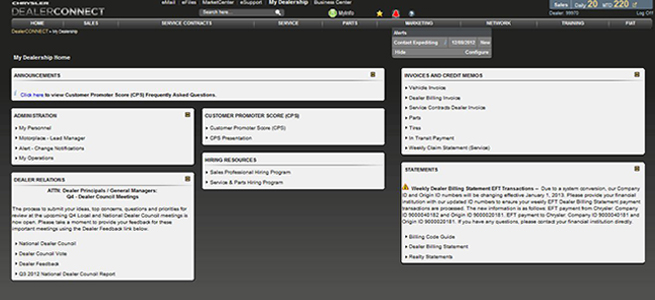 CHRYSLER
DEALERCONNECT
eMail | eFiles | MarketCenter | eSupport | My Dealership | Business Center
Sales Daily 20 MTD 220
Search here...
MyInfo
Dealer: 99970 Log Off
HOME SALES SERVICE CONTRACTS SERVICE PARTS MARKETING NETWORK TRAINING FIAT
DealerCONNECT > My Dealership
Alerts
Contest Expediting / 12/08/2012 New
Hide Configure
My Dealership Home
ANNOUNCEMENTS
Click here to view Customer Promoter Score (CPS) Frequently Asked Questions.
ADMINISTRATION
My Personnel
Motorplace - Lead Manager
Alert - Change Notifications
My Operations
CUSTOMER PROMOTER SCORE (CPS)
Customer Promoter Score (CPS)
CPS Presentation
HIRING RESOURCES
Sales Professional Hiring Program
Service & Parts Hiring Program
DEALER RELATIONS
ATTN: Dealer Principals / General Managers:
Q4 - Dealer Council Meetings
The process to submit your ideas, top concerns, questions and priorities for
review at the upcoming Q4 Local and National Dealer Council meetings is
now open. Please take a moment to provide your feedback for these
important meetings using the Dealer Feedback link below.
National Dealer Council
Dealer Council Vote
Dealer Feedback
Q3 2012 National Dealer Council Report
INVOICES AND CREDIT MEMOS
Vehicle Invoice
Dealer Billing Invoice
Service Contracts Dealer Invoice
Parts
Tires
In Transit Payment
Weekly Claim Statement (Service)
STATEMENTS
Weekly Dealer Billing Statement EFT Transactions – Due to a system conversion, our Company
ID and Origin ID numbers will be changing effective January 1, 2013. Please provide your financial
institution with our updated ID numbers to ensure your weekly EFT Dealer Billing Statement payment
transactions are processed. The new information is as follows: EFT payment from Chrysler: Company
ID 9000040182 and Origin ID 9000020181, EFT payment to Chrysler: Company ID 9003040181 and
Origin ID 9000020181. If you have any questions, please contact your financial institution directly.
Billing Code Guide
Dealer Billing Statement
Realty Statements